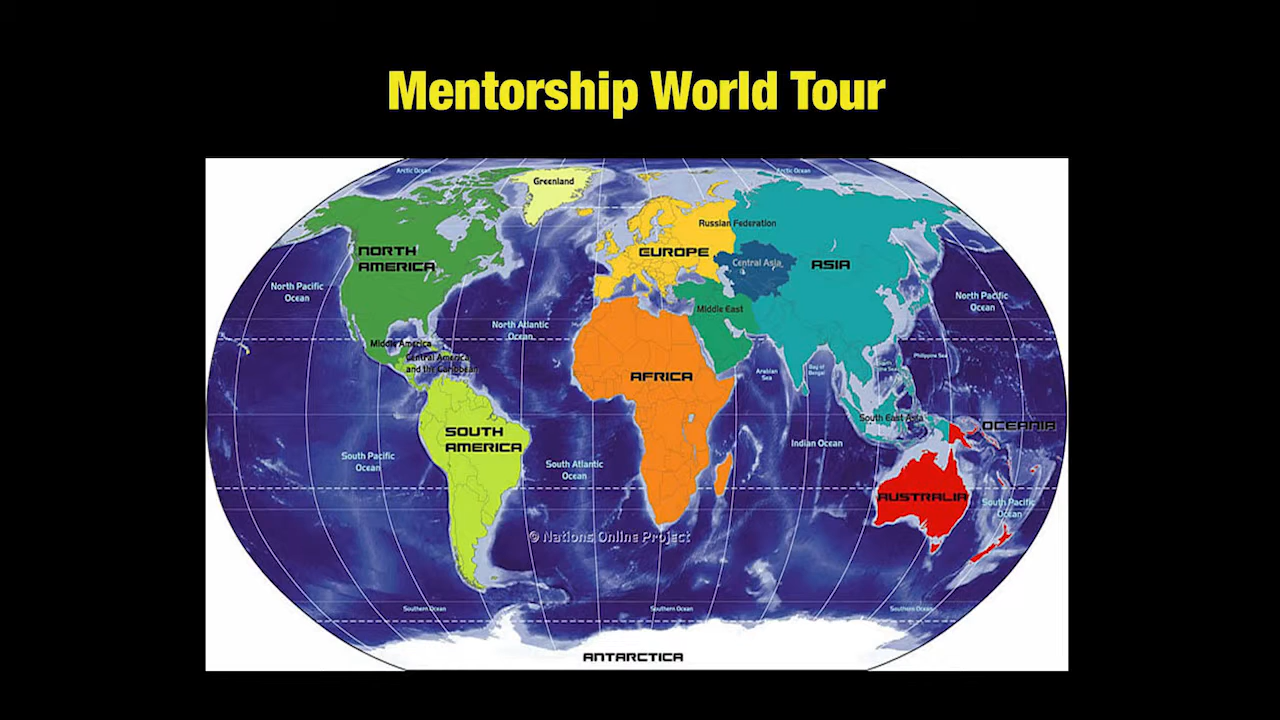 Mentorship World Tour
Arctic Ocean
Arctic Ocean
Greenland
Russian Federation
NORTH
AMERICA
EUROPE
Central Asia
ASIA
North Pacific
Ocean
North Pacific
Ocean
Middle East
North Atlantic
Ocean
Middle America
Central America
and the Caribbean
Philippine Sea
AFRICA
Arabian
Sea
Bay of
Bengal
South East Asia
OCEANIA
SOUTH
AMERICA
Indian Ocean
South Pacific
Ocean
South Atlantic
Ocean
AUSTRALIA
South Pacific
Ocean
© Nations Online Project
Southern Ocean
Southern Ocean
Southern Ocean
ANTARCTICA